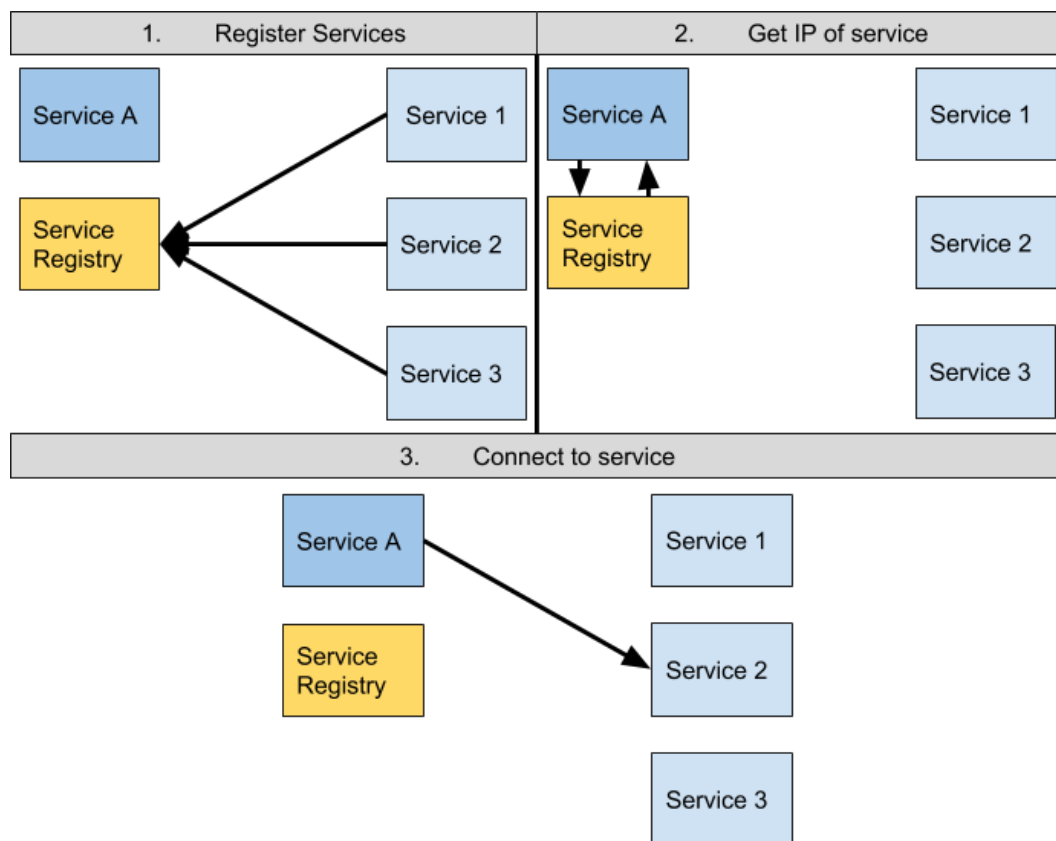 1. Register Services
2. Get IP of service
Service A
Service 1
Service
Registry
Service 2
Service 3
Service A
Service 1
Service
Registry
Service 2
Service 3
3. Connect to service
Service A
Service 1
Service
Registry
Service 2
Service 3